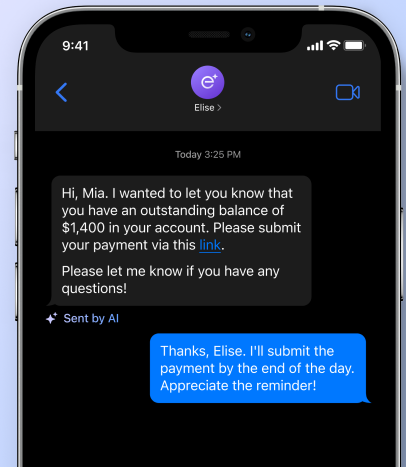 9:41
e+
Elise >
Today 3:25 PM
Hi, Mia. I wanted to let you know that
you have an outstanding balance of
$1,400 in your account. Please submit
your payment via this link.
Please let me know if you have any
questions!
Sent by AI
Thanks, Elise. I'll submit the
payment by the end of the day.
Appreciate the reminder!